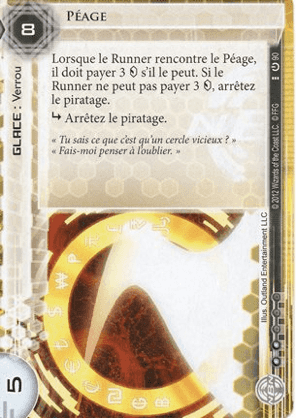 PÉAGE
8
GLACE : Verrou
Lorsque le Runner rencontre le Péage,
il doit payer 3 s'il le peut. Si le
Runner ne peut pas payer 3 , arrêtez
le piratage.
Arrêtez le piratage.
« Tu sais ce que c'est qu'un cercle vicieux ? »
« Fais-moi penser à l'oublier. »
90
© 2012 Wizards of the Coast LLC. © FFG
Illus. Outland Entertainment LLC
5